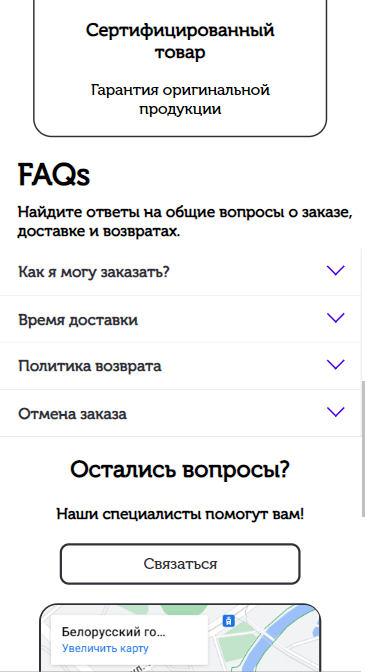 Сертифицированный
товар
Гарантия оригинальной
продукции
FAQs
Найдите ответы на общие вопросы о заказе,
доставке и возвратах.
Как я могу заказать?
Время доставки
Политика возврата
Отмена заказа
Остались вопросы?
Наши специалисты помогут вам!
Связаться
Белорусский го...
Увеличить карту